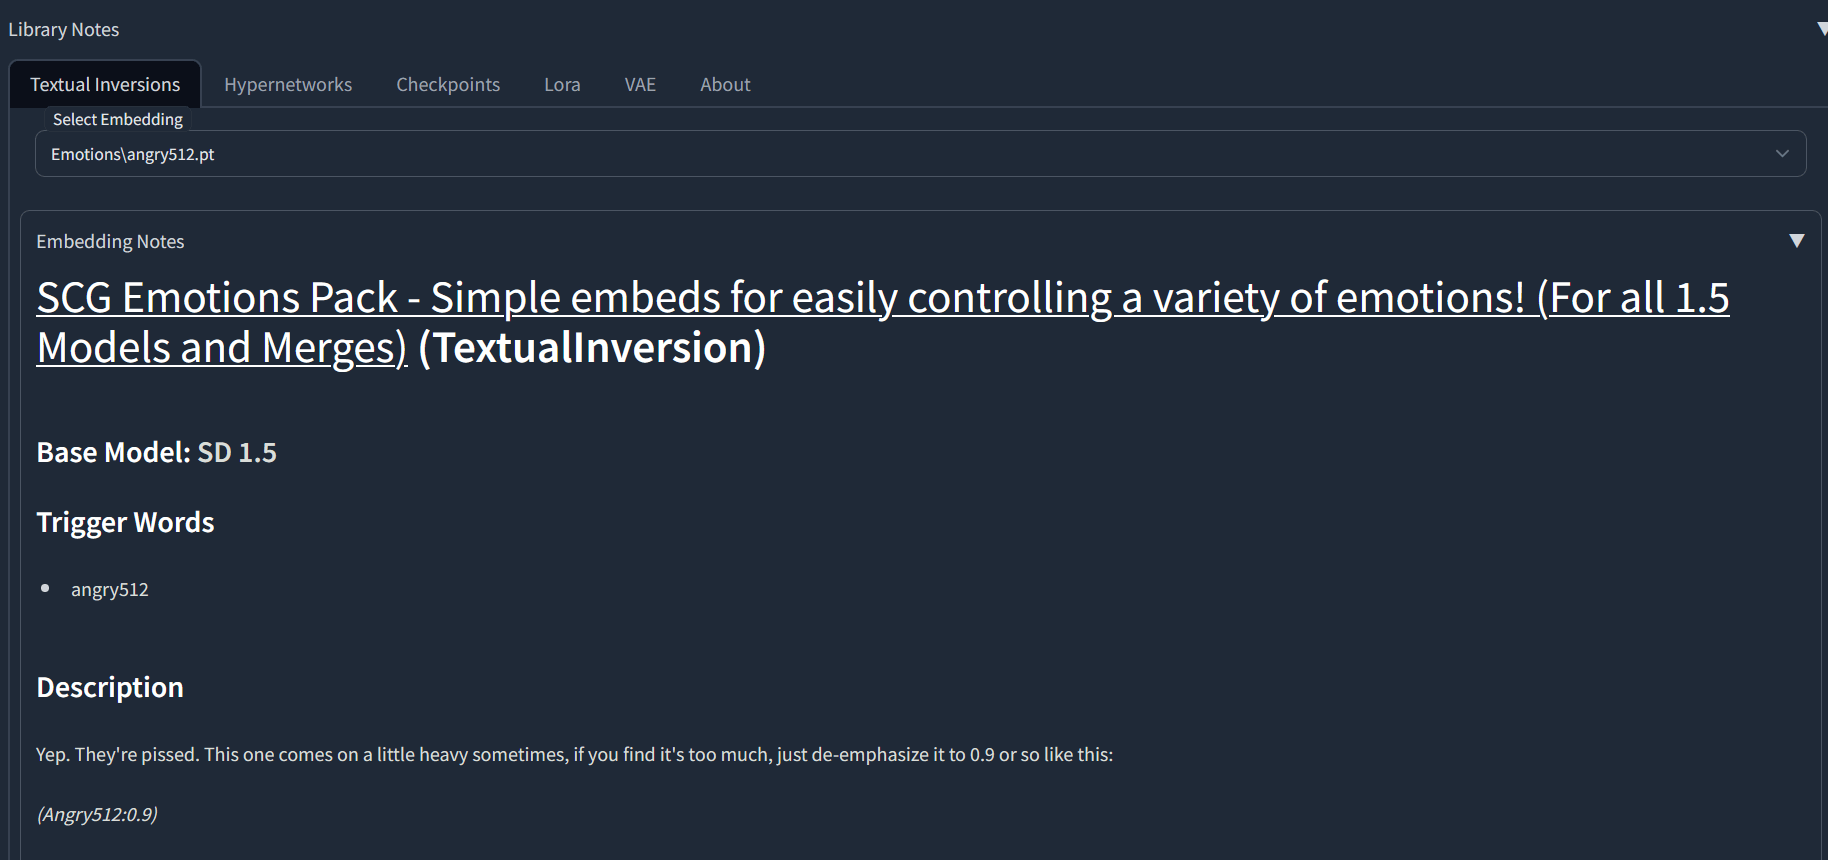 Library Notes
Textual Inversions Hypernetworks Checkpoints Lora VAE About
Select Embedding
Emotions\angry512.pt
Embedding Notes
SCG Emotions Pack - Simple embeds for easily controlling a variety of emotions! (For all 1.5
Models and Merges) (TextualInversion)
Base Model: SD 1.5
Trigger Words
angry512
Description
Yep. They're pissed. This one comes on a little heavy sometimes, if you find it's too much, just de-emphasize it to 0.9 or so like this:
(Angry512:0.9)